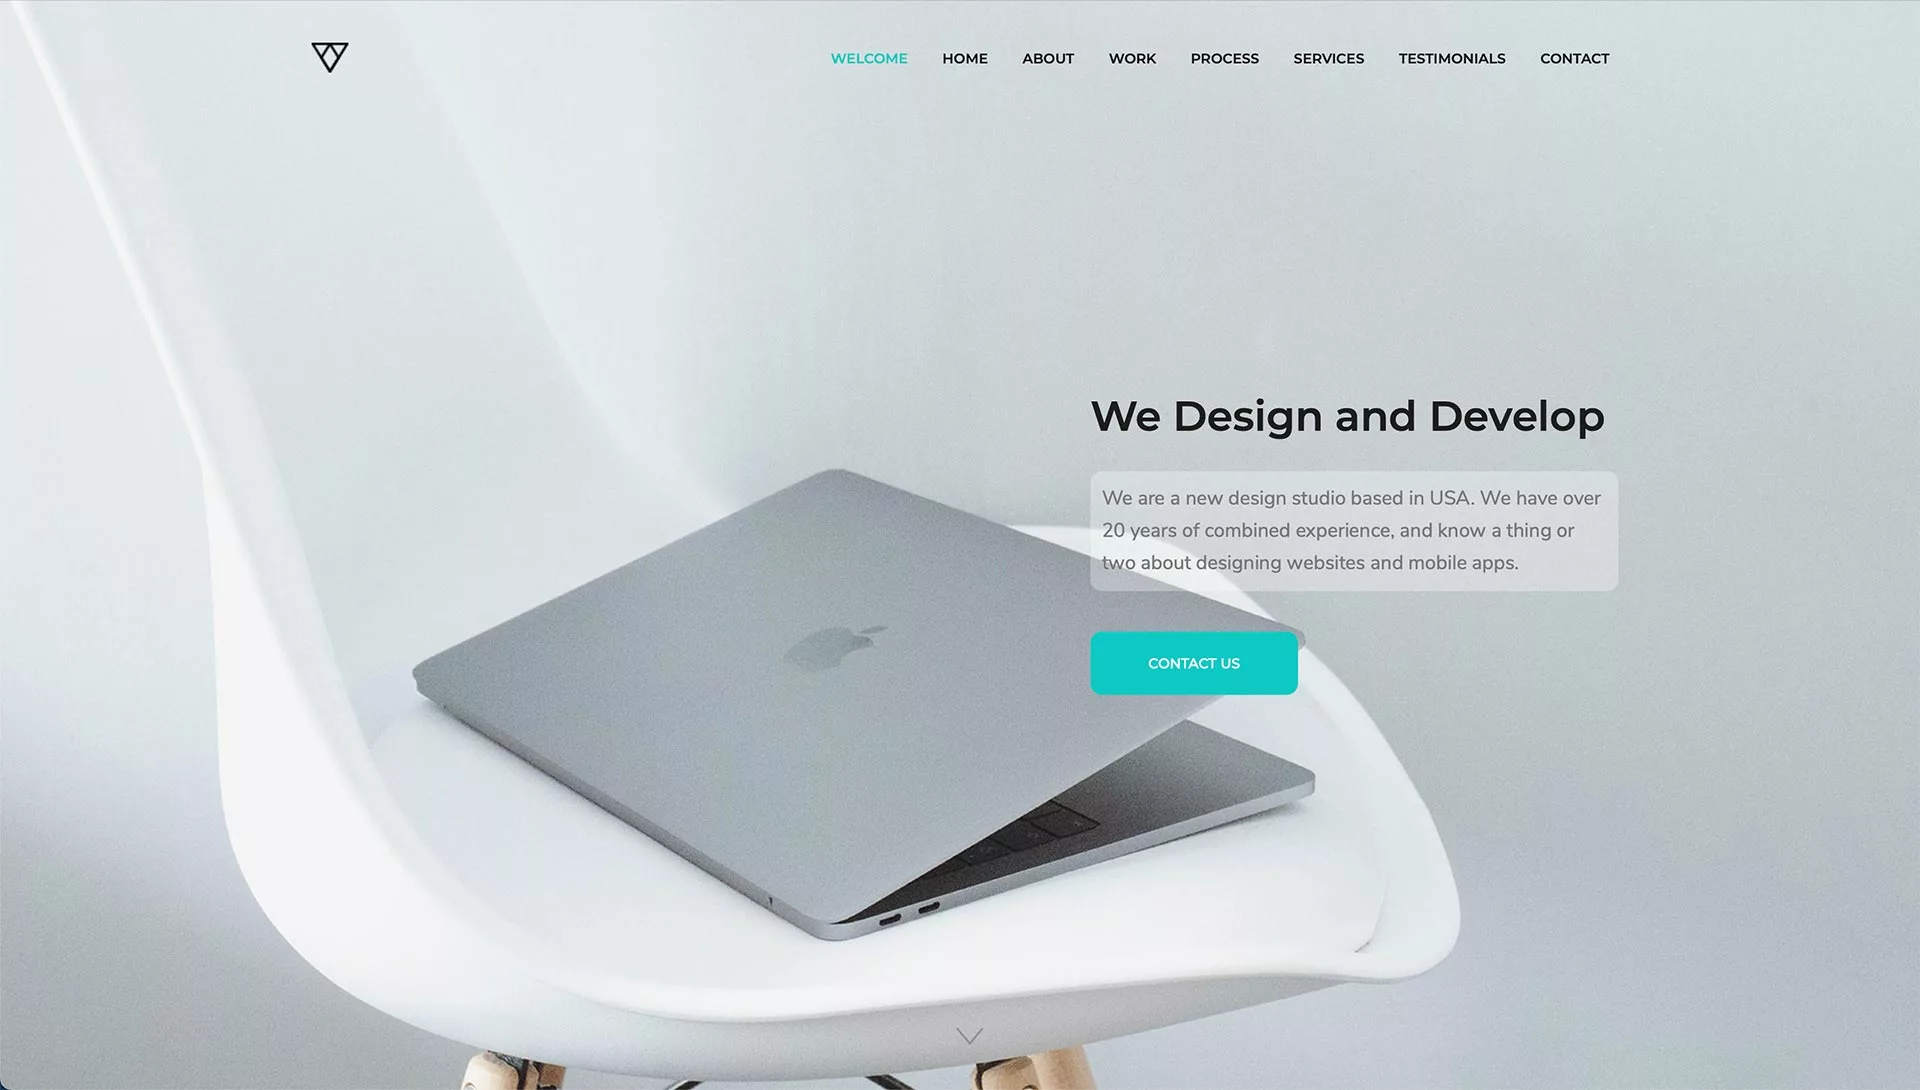 WELCOME HOME ABOUT WORK PROCESS SERVICES TESTIMONIALS CONTACT
We Design and Develop
We are a new design studio based in USA. We have over
20 years of combined experience, and know a thing or
two about designing websites and mobile apps.
CONTACT US